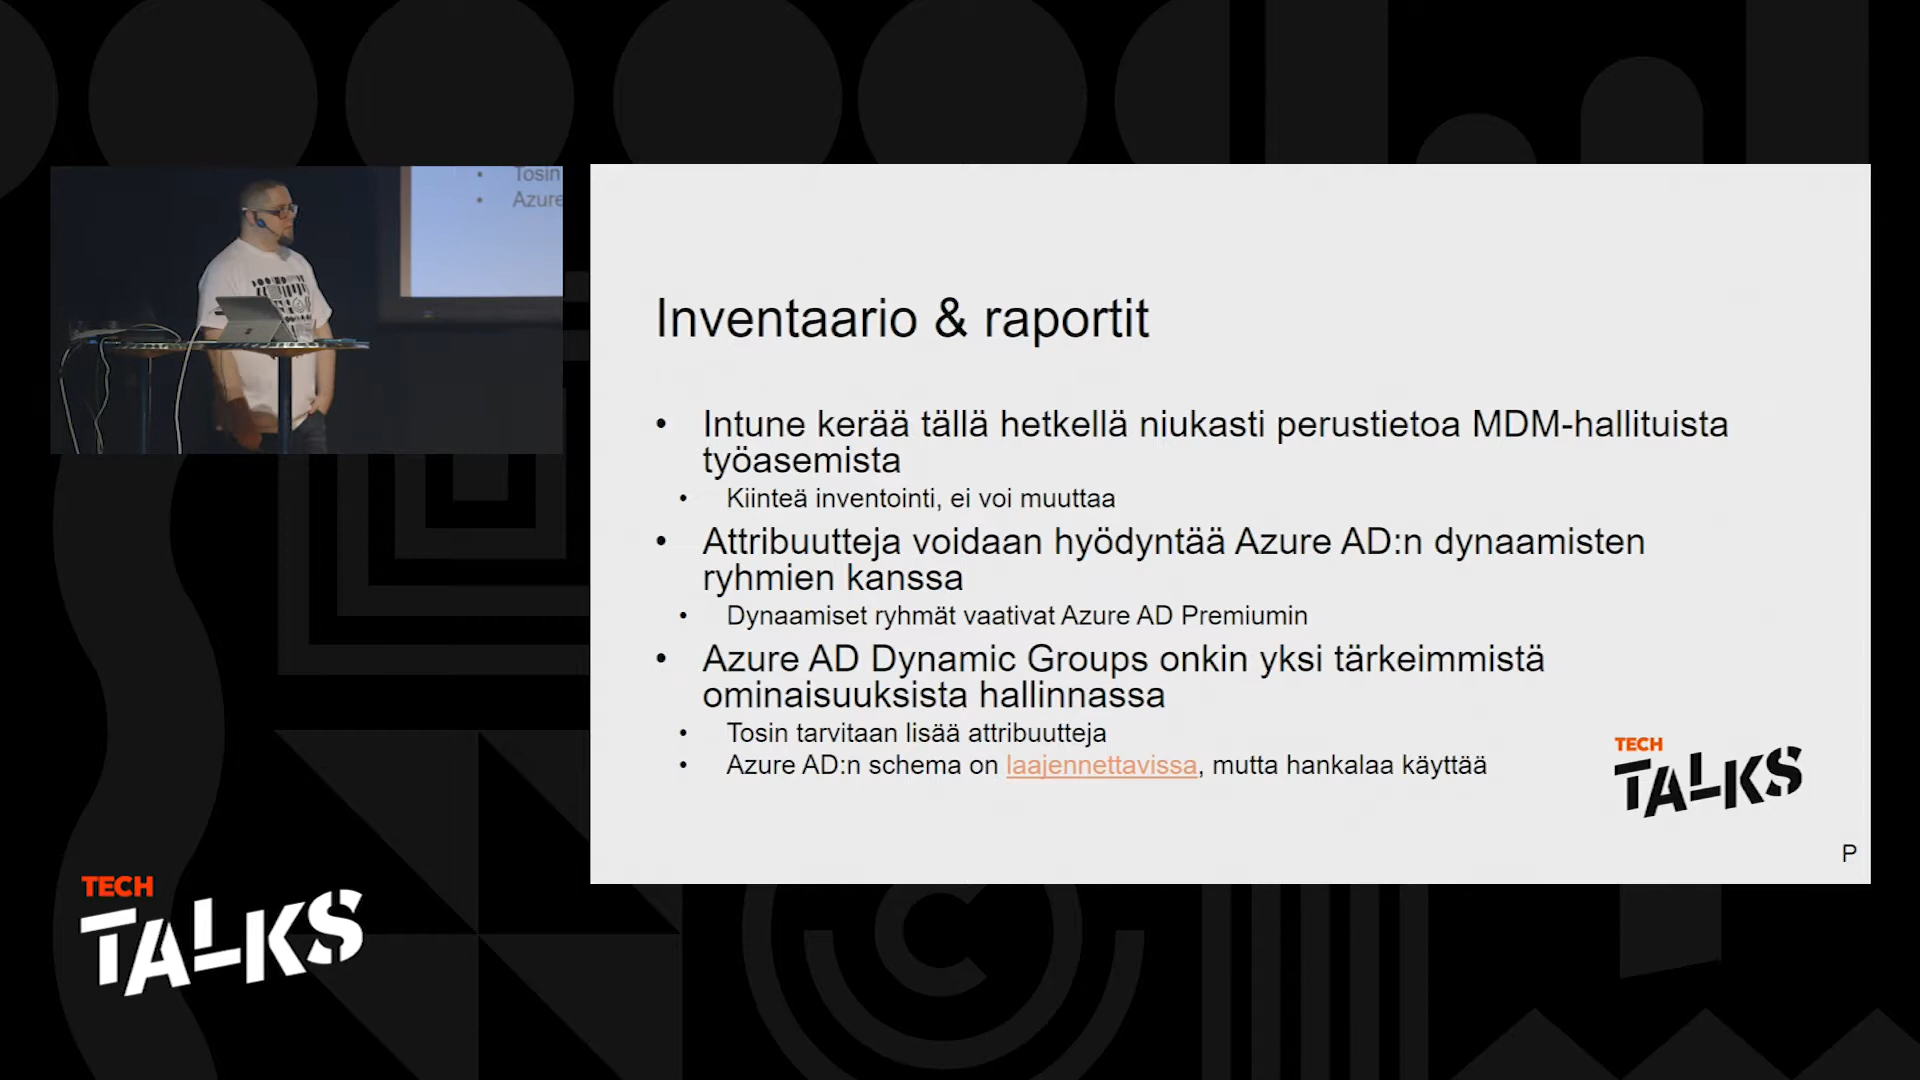 Tosin
Azure
Inventaario & raportit
• Intune kerää tällä hetkellä niukasti perustietoa MDM-hallituista
työasemista
• Kiinteä inventointi, ei voi muuttaa
• Attribuutteja voidaan hyödyntää Azure AD:n dynaamisten
ryhmien kanssa
• Dynaamiset ryhmät vaativat Azure AD Premiumin
• Azure AD Dynamic Groups onkin yksi tärkeimmistä
ominaisuuksista hallinnassa
• Tosin tarvitaan lisää attribuutteja
• Azure AD:n schema on laajennettavissa, mutta hankalaa käyttää
TECH
TALKS
P
TECH
TALKS